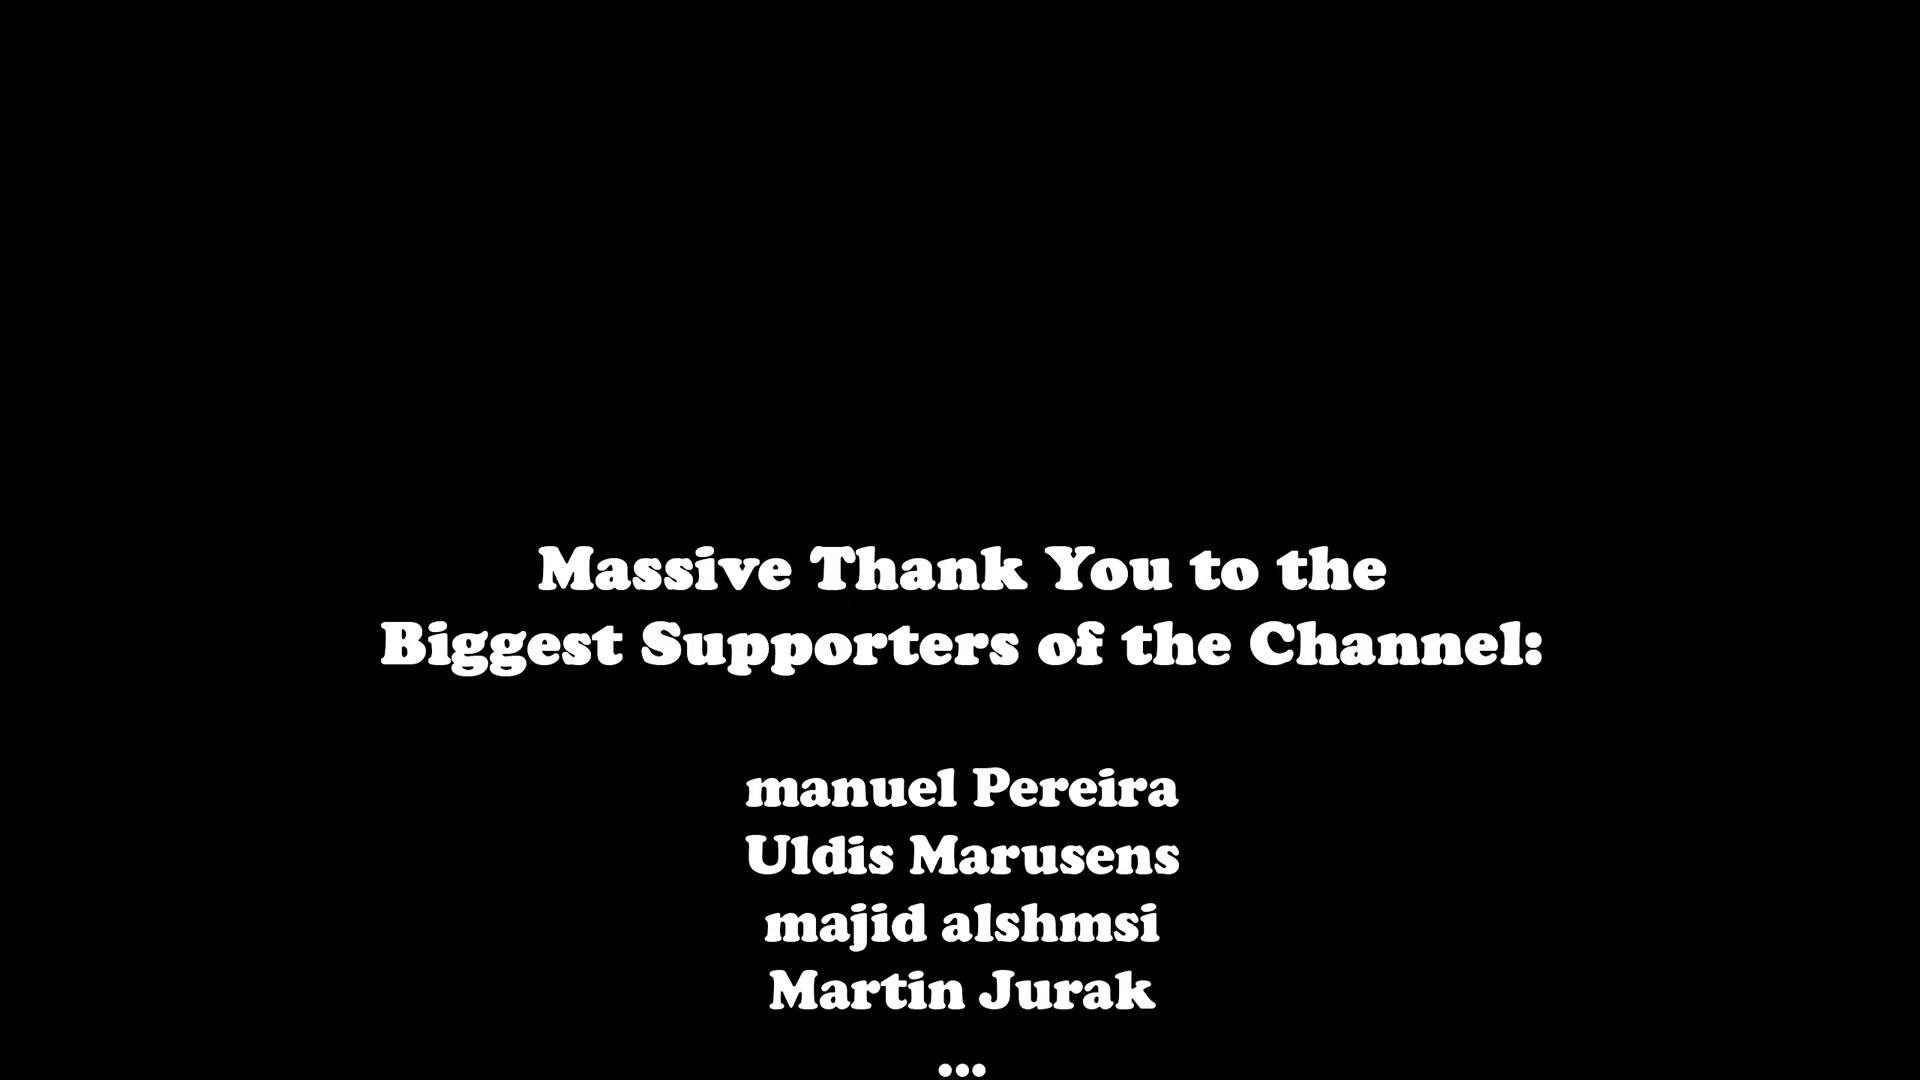 Massive Thank You to the
Biggest Supporters of the Channel:
manuel Pereira
Uldis Marusens
majid alshmsi
Martin Jurak
...